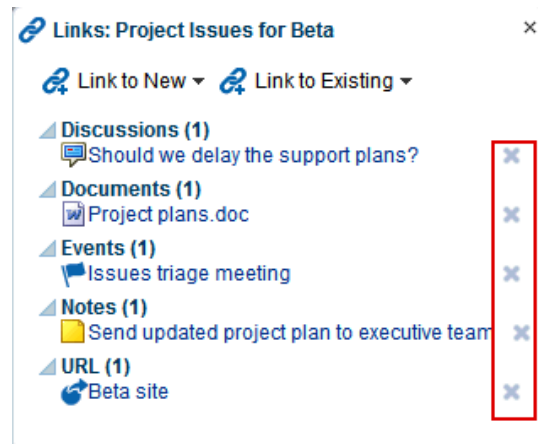 Links: Project Issues for Beta
Link to New Link to Existing
Discussions (1)
Should we delay the support plans?
Documents (1)
Project plans.doc
Events (1)
Issues triage meeting
Notes (1)
Send updated project plan to executive team
URL (1)
Beta site